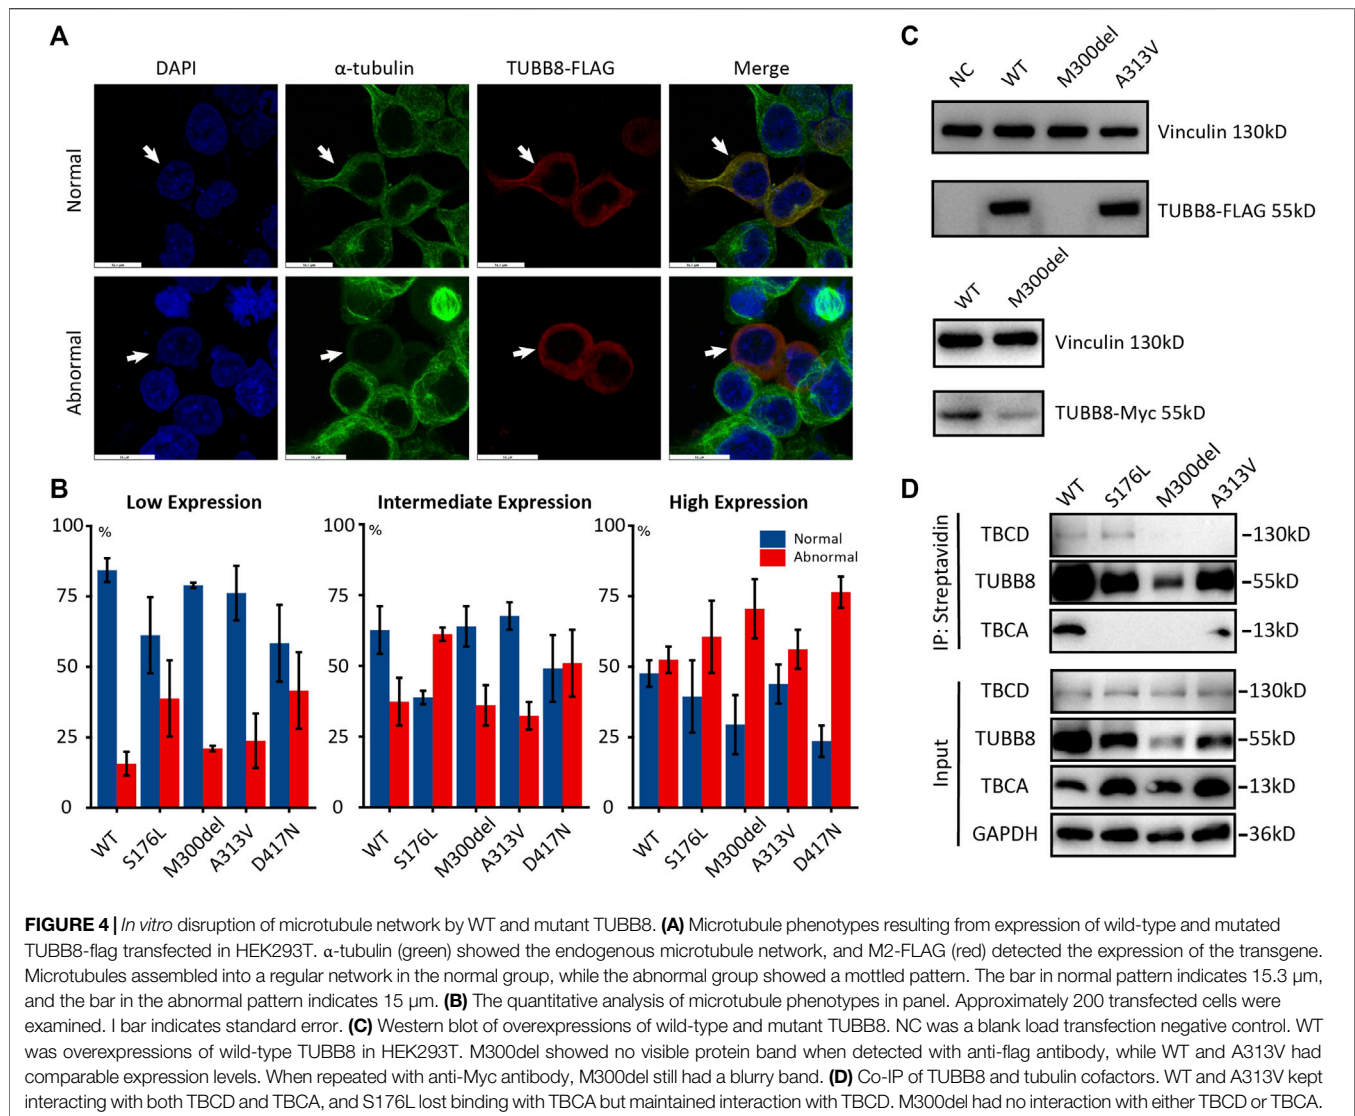 A
DAPI
α-tubulin
TUBB8-FLAG
Merge
Normal
Abnormal
B
Low Expression
%
100
75
50
25
0
WT
S176L
M300del
A313V
D417N
Intermediate Expression
%
100
75
50
25
0
WT
S176L
M300del
A313V
D417N
High Expression
%
100
75
50
25
0
Normal
Abnormal
WT
S176L
M300del
A313V
D417N
C
NC
WT
M300del
A313V
Vinculin 130kD
TUBB8-FLAG 55kD
WT
M300del
Vinculin 130kD
TUBB8-Myc 55kD
D
WT
S176L
M300del
A313V
IP: Streptavidin
TBCD –130kD
TUBB8 –55kD
TBCA –13kD
Input
TBCD –130kD
TUBB8 –55kD
TBCA –13kD
GAPDH –36kD
FIGURE 4 | In vitro disruption of microtubule network by WT and mutant TUBB8. (A) Microtubule phenotypes resulting from expression of wild-type and mutated
TUBB8-flag transfected in HEK293T. α-tubulin (green) showed the endogenous microtubule network, and M2-FLAG (red) detected the expression of the transgene.
Microtubules assembled into a regular network in the normal group, while the abnormal group showed a mottled pattern. The bar in normal pattern indicates 15.3 μm,
and the bar in the abnormal pattern indicates 15 μm. (B) The quantitative analysis of microtubule phenotypes in panel. Approximately 200 transfected cells were
examined. I bar indicates standard error. (C) Western blot of overexpressions of wild-type and mutant TUBB8. NC was a blank load transfection negative control. WT
was overexpressions of wild-type TUBB8 in HEK293T. M300del showed no visible protein band when detected with anti-flag antibody, while WT and A313V had
comparable expression levels. When repeated with anti-Myc antibody, M300del still had a blurry band. (D) Co-IP of TUBB8 and tubulin cofactors. WT and A313V kept
interacting with both TBCD and TBCA, and S176L lost binding with TBCA but maintained interaction with TBCD. M300del had no interaction with either TBCD or TBCA.